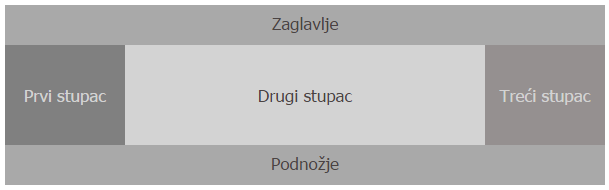 Zaglavlje
Prvi stupac
Drugi stupac
Treći stupac
Podnožje